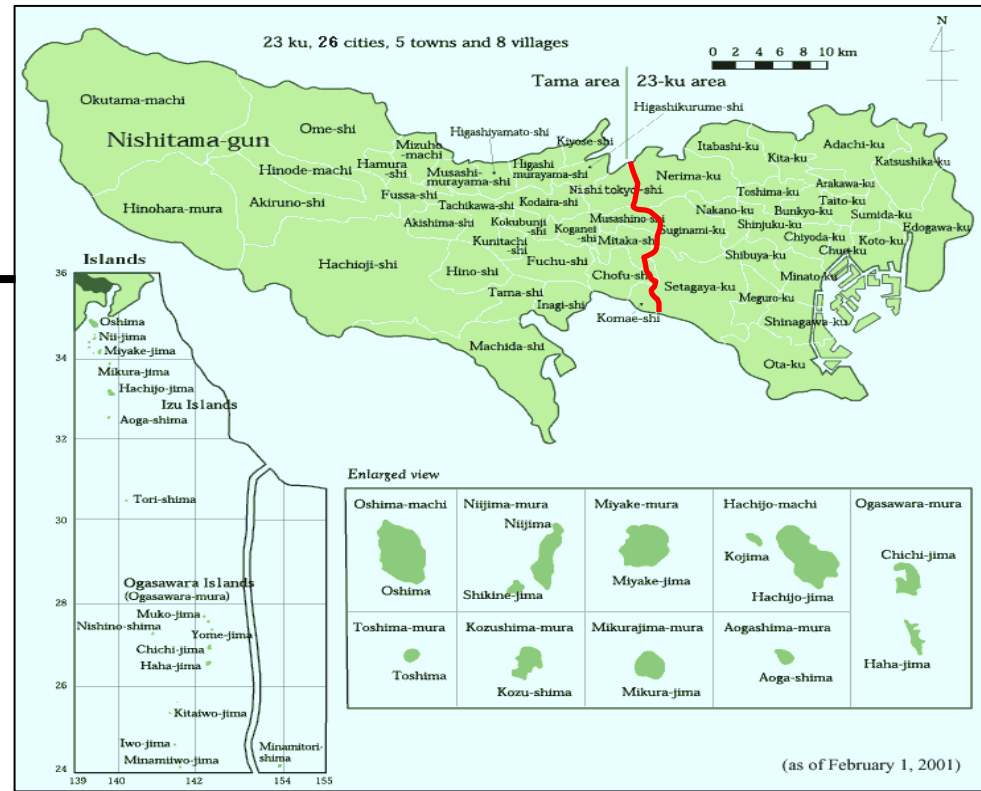 23 ku, 26 cities, 5 towns and 8 villages
0 2 4 6 8 10 km
N
Tama area
23-ku area
Higashikurume-shi
Okutama-machi
Nishitama-gun
Ome-shi
Higashiyamato-shi
Kiyose-shi
Mizuho
-machi
Hamura
-shi
Hinode-machi
Musashi-
murayama-shi
Higashi
murayama-shi
Fussa-shi
Hinohara-mura
Akiruno-shi
Tachikawa-shi
Kodaira-shi
Nishitokyo-shi
Akishima-shi
Kokubunji
-shi
Koganei
-shi
Musashino-shi
Kunitachi
-shi
Mitaka-shi
Hachioji-shi
Hino-shi
Fuchu-shi
Chofu-shi
Tama-shi
Inagi-shi
Komae-shi
Machida-shi
Itabashi-ku
Kita-ku
Adachi-ku
Katsushika-ku
Nerima-ku
Toshima-ku
Arakawa-ku
Taito-ku
Nakano-ku
Bunkyo-ku
Sumida-ku
Suginami-ku
Shinjuku-ku
Edogawa-ku
Chiyoda-ku
Koto-ku
Chuo-ku
Shibuya-ku
Minato-ku
Setagaya-ku
Meguro-ku
Shinagawa-ku
Ota-ku
Islands
36
Oshima
Nii-jima
Miyake-jima
34
Mikura-jima
Hachijo-jima
Izu Islands
Aoga-shima
32
Tori-shima
30
Ogasawara Islands
(Ogasawara-mura)
28
Muko-jima
Nishino-shima
Yome-jima
Chichi-jima
Haha-jima
26
Kitaiwo-jima
Iwo-jima
Minamiiwo-jima
Minamitori-
shima
24
139 140 142 154 155
Enlarged view
Oshima-machi
Oshima
Niijima-mura
Niijima
Shikine-jima
Miyake-mura
Miyake-jima
Hachijo-machi
Kojima
Hachijo-jima
Ogasawara-mura
Chichi-jima
Haha-jima
Toshima-mura
Toshima
Kozushima-mura
Kozu-shima
Mikurajima-mura
Mikura-jima
Aogashima-mura
Aoga-shima
(as of February 1, 2001)